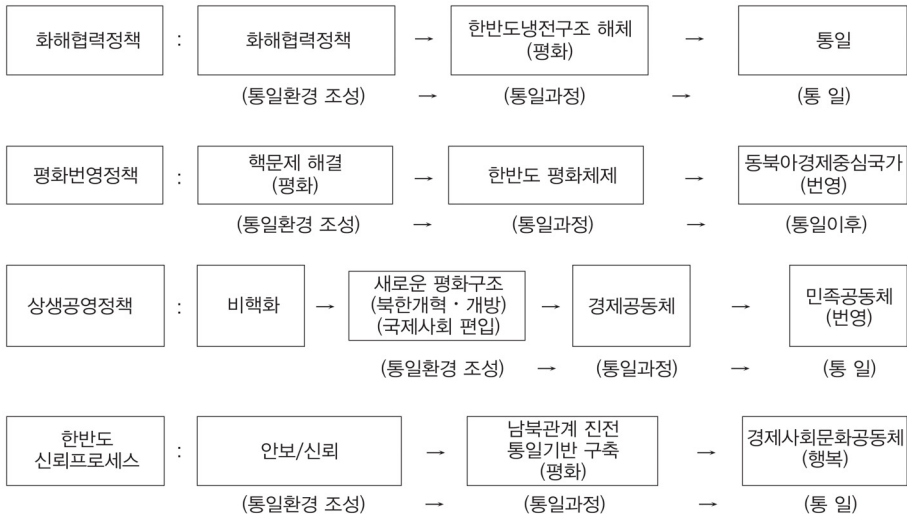 화해협력정책 : 화해협력정책 → 한반도냉전구조 해체 → 통일
(평화)
(통일환경 조성) → (통일과정) → (통 일)
평화번영정책 : 핵문제 해결 → 한반도 평화체제 → 동북아경제중심국가
(평화) (번영)
(통일환경 조성) → (통일과정) → (통일이후)
상생공영정책 : 비핵화 → 새로운 평화구조 → 경제공동체 → 민족공동체
(북한개혁・개방) (번영)
(국제사회 편입)
(통일환경 조성) → (통일과정) → (통 일)
한반도 : 안보/신뢰 → 남북관계 진전 → 경제사회문화공동체
신뢰프로세스 통일기반 구축 (행복)
(평화)
(통일환경 조성) → (통일과정) → (통 일)